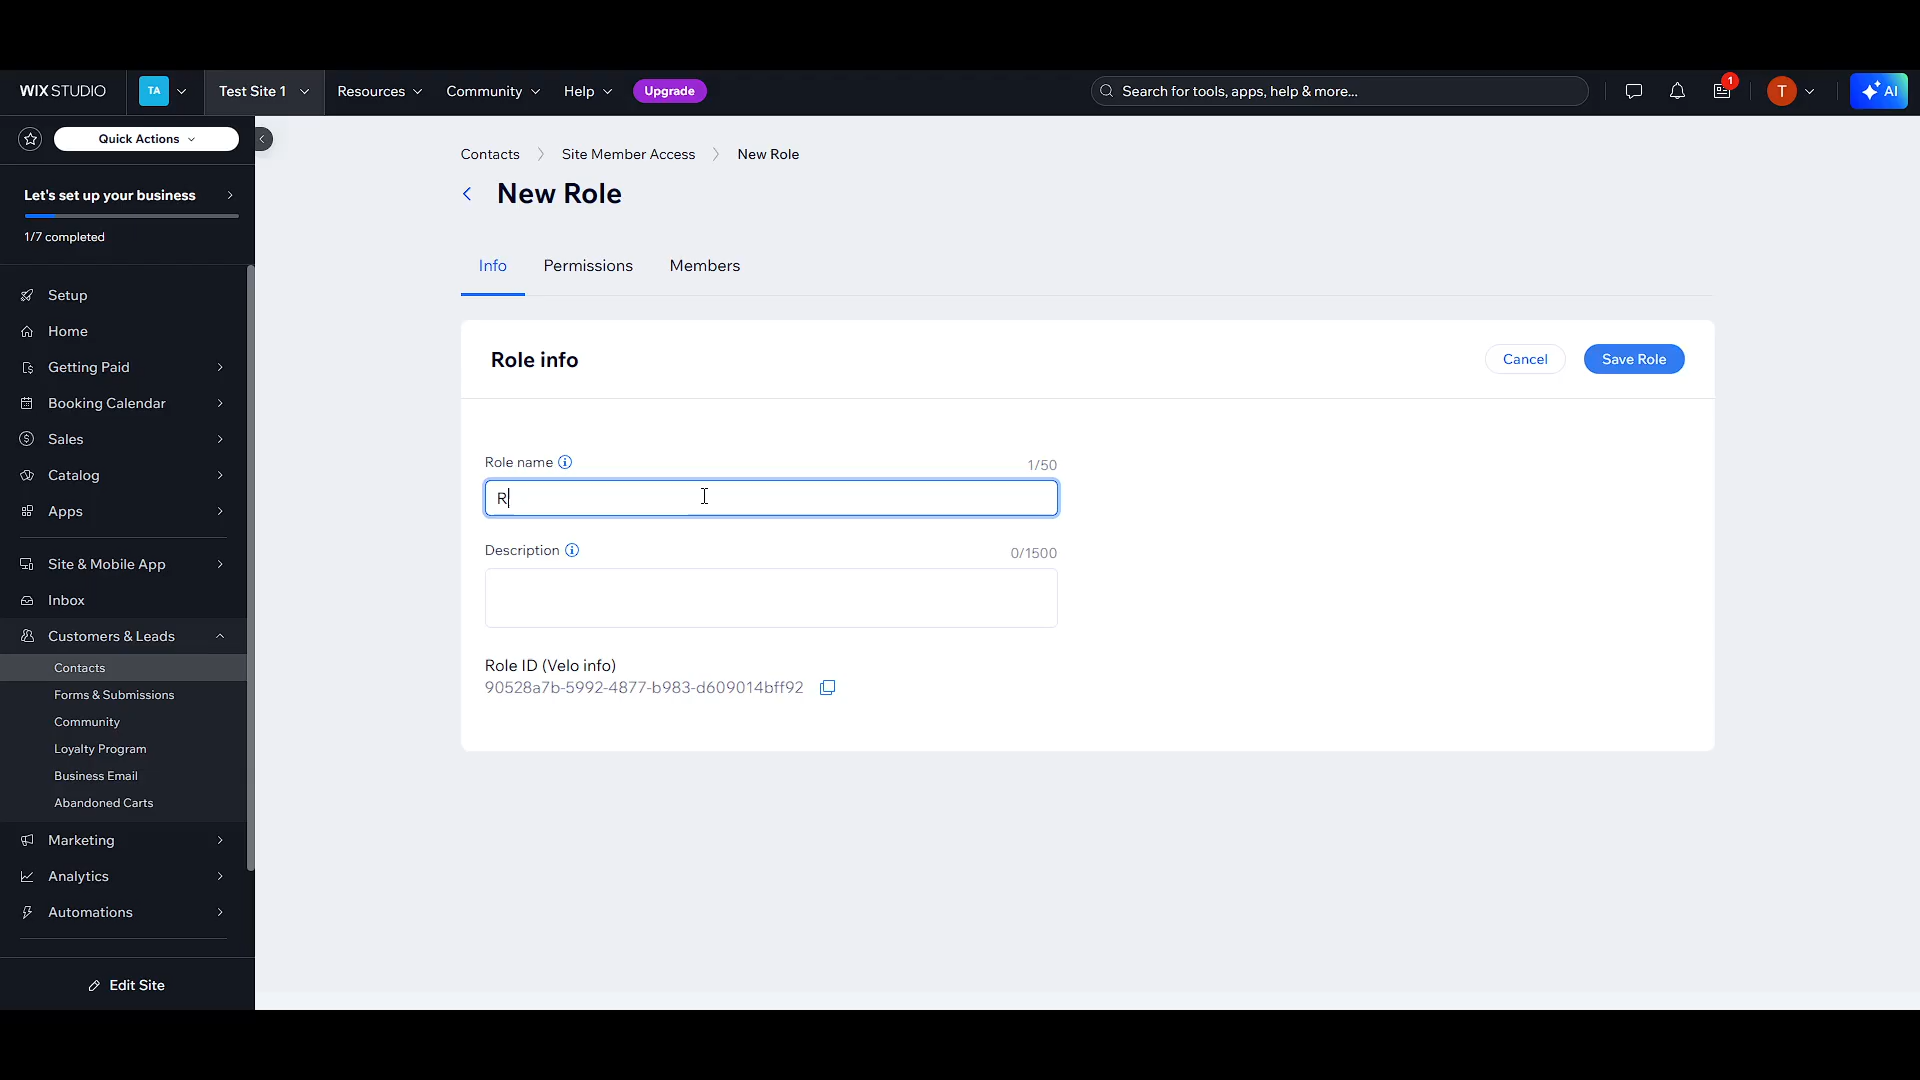 WIX STUDIO
TA
Test Site 1
Resources
Community
Help
Upgrade
Search for tools, apps, help & more...
1
T
AI
Quick Actions
Let's set up your business
1/7 completed
Setup
Home
Getting Paid
Booking Calendar
Sales
Catalog
Apps
Site & Mobile App
Inbox
Customers & Leads
Contacts
Forms & Submissions
Community
Loyalty Program
Business Email
Abandoned Carts
Marketing
Analytics
Automations
Edit Site
Contacts
Site Member Access
New Role
New Role
Info
Permissions
Members
Role info
Cancel
Save Role
Role name
1/50
R
Description
0/1500
Role ID (Velo info)
90528a7b-5992-4877-b983-d609014bff92